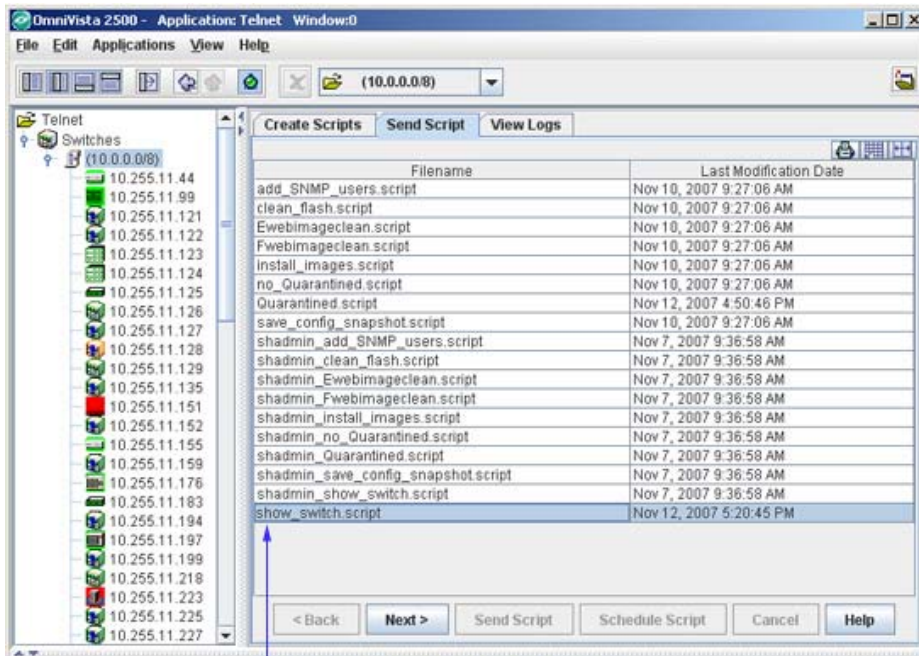 OmniVista 2500 - Application: Telnet Window:0
File Edit Applications View Help
(10.0.0.0/8)
Telnet
Switches
(10.0.0.0/8)
10.255.11.44
10.255.11.99
10.255.11.121
10.255.11.122
10.255.11.123
10.255.11.124
10.255.11.125
10.255.11.126
10.255.11.127
10.255.11.128
10.255.11.129
10.255.11.135
10.255.11.151
10.255.11.152
10.255.11.155
10.255.11.159
10.255.11.176
10.255.11.183
10.255.11.194
10.255.11.197
10.255.11.199
10.255.11.218
10.255.11.223
10.255.11.225
10.255.11.227
Create Scripts Send Script View Logs
Filename Last Modification Date
add_SNMP_users.script Nov 10, 2007 9:27:06 AM
clean_flash.script Nov 10, 2007 9:27:06 AM
Ewebimageclean.script Nov 10, 2007 9:27:06 AM
Fwebimageclean.script Nov 10, 2007 9:27:06 AM
install_images.script Nov 10, 2007 9:27:06 AM
no_Quarantined.script Nov 10, 2007 9:27:06 AM
Quarantined.script Nov 12, 2007 4:50:46 PM
save_config_snapshot.script Nov 10, 2007 9:27:06 AM
shadmin_add_SNMP_users.script Nov 7, 2007 9:36:58 AM
shadmin_clean_flash.script Nov 7, 2007 9:36:58 AM
shadmin_Ewebimageclean.script Nov 7, 2007 9:36:58 AM
shadmin_Fwebimageclean.script Nov 7, 2007 9:36:58 AM
shadmin_install_images.script Nov 7, 2007 9:36:58 AM
shadmin_no_Quarantined.script Nov 7, 2007 9:36:58 AM
shadmin_Quarantined.script Nov 7, 2007 9:36:58 AM
shadmin_save_config_snapshot.script Nov 7, 2007 9:36:58 AM
shadmin_show_switch.script Nov 7, 2007 9:36:58 AM
show_switch.script Nov 12, 2007 5:20:45 PM
< Back Next > Send Script Schedule Script Cancel Help